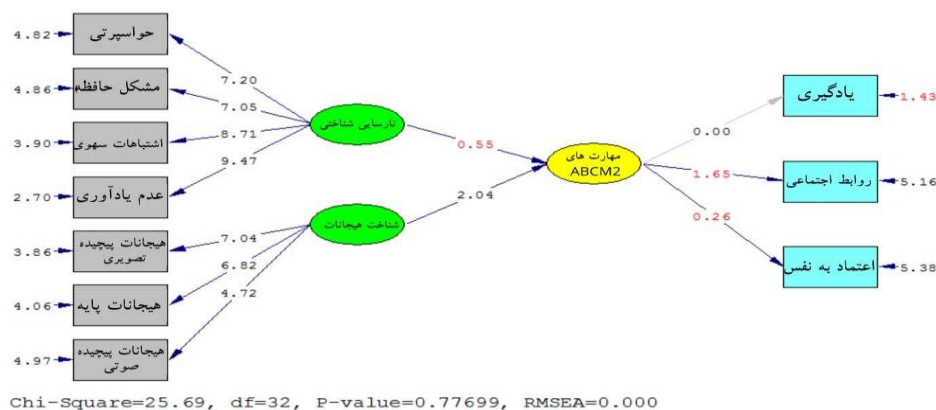 4.82
حواسپرتی
7.20
4.86
مشکل حافظه
7.05
3.90
اشتباهات سهوی
8.71
2.70
عدم یادآوری
9.47
3.86
هیجانات پیچیده
تصویری
7.04
4.06
هیجانات پایه
6.82
4.97
هیجانات پیچیده
صوتی
4.72
نارسایی شناختی
0.55
شناخت هیجانات
2.04
مهارت های
ABCM2
0.00
یادگیری
1.43
1.65
روابط اجتماعی
5.16
0.26
اعتماد به نفس
5.38
Chi-Square=25.69, df=32, P-value=0.77699, RMSEA=0.000